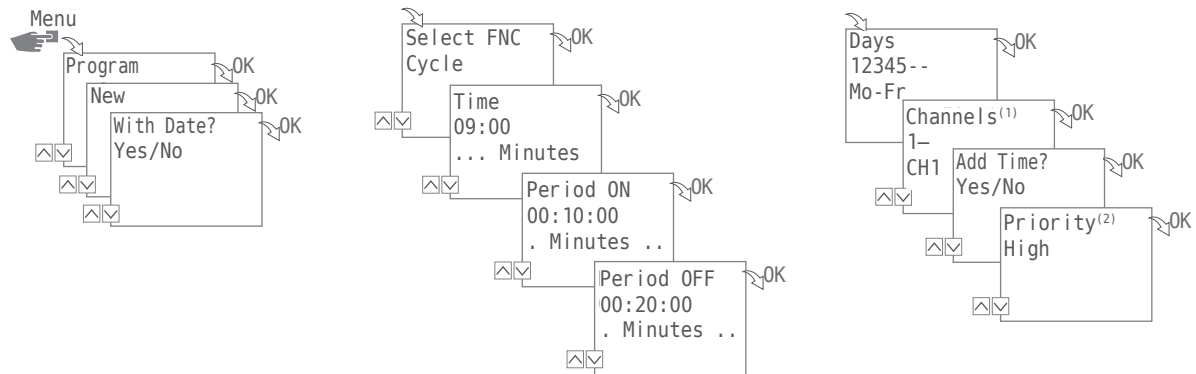 Menu
Program
OK
New
OK
With Date?
Yes/No
OK
Select FNC
Cycle
OK
Time
09:00
... Minutes
OK
Period ON
00:10:00
. Minutes ..
OK
Period OFF
00:20:00
. Minutes ..
OK
Days
12345--
Mo-Fr
OK
Channels(1)
1–
CH1
OK
Add Time?
Yes/No
OK
Priority(2)
High
OK